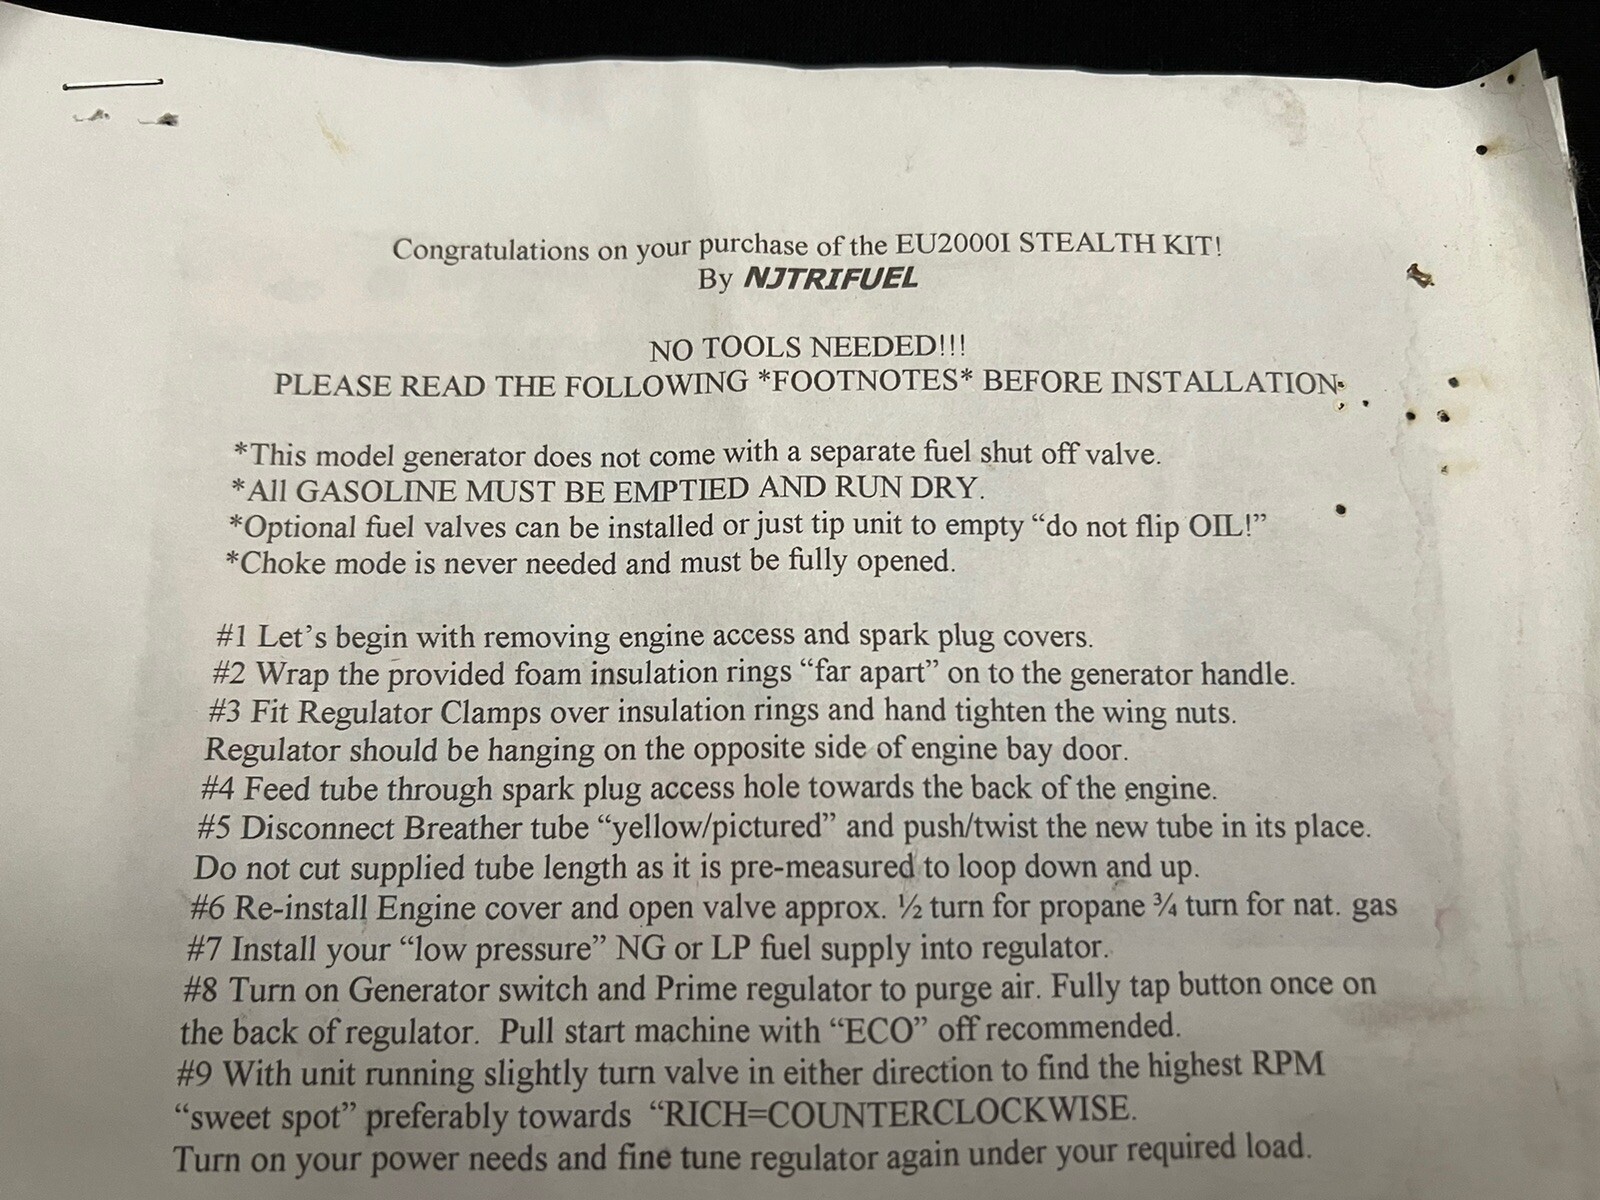 Congratulations on your purchase of the EU2000I STEALTH KIT!
By NJTRIFUEL
NO TOOLS NEEDED!!!
PLEASE READ THE FOLLOWING *FOOTNOTES* BEFORE INSTALLATION.
*This model generator does not come with a separate fuel shut off valve.
*All GASOLINE MUST BE EMPTIED AND RUN DRY.
*Optional fuel valves can be installed or just tip unit to empty “do not flip OIL!”
*Choke mode is never needed and must be fully opened.
#1 Let’s begin with removing engine access and spark plug covers.
#2 Wrap the provided foam insulation rings “far apart” on to the generator handle.
#3 Fit Regulator Clamps over insulation rings and hand tighten the wing nuts.
Regulator should be hanging on the opposite side of engine bay door.
#4 Feed tube through spark plug access hole towards the back of the engine.
#5 Disconnect Breather tube “yellow/pictured” and push/twist the new tube in its place.
Do not cut supplied tube length as it is pre-measured to loop down and up.
#6 Re-install Engine cover and open valve approx. ½ turn for propane ¾ turn for nat. gas
#7 Install your “low pressure” NG or LP fuel supply into regulator.
#8 Turn on Generator switch and Prime regulator to purge air. Fully tap button once on
the back of regulator. Pull start machine with “ECO” off recommended.
#9 With unit running slightly turn valve in either direction to find the highest RPM
“sweet spot” preferably towards “RICH=COUNTERCLOCKWISE.
Turn on your power needs and fine tune regulator again under your required load.